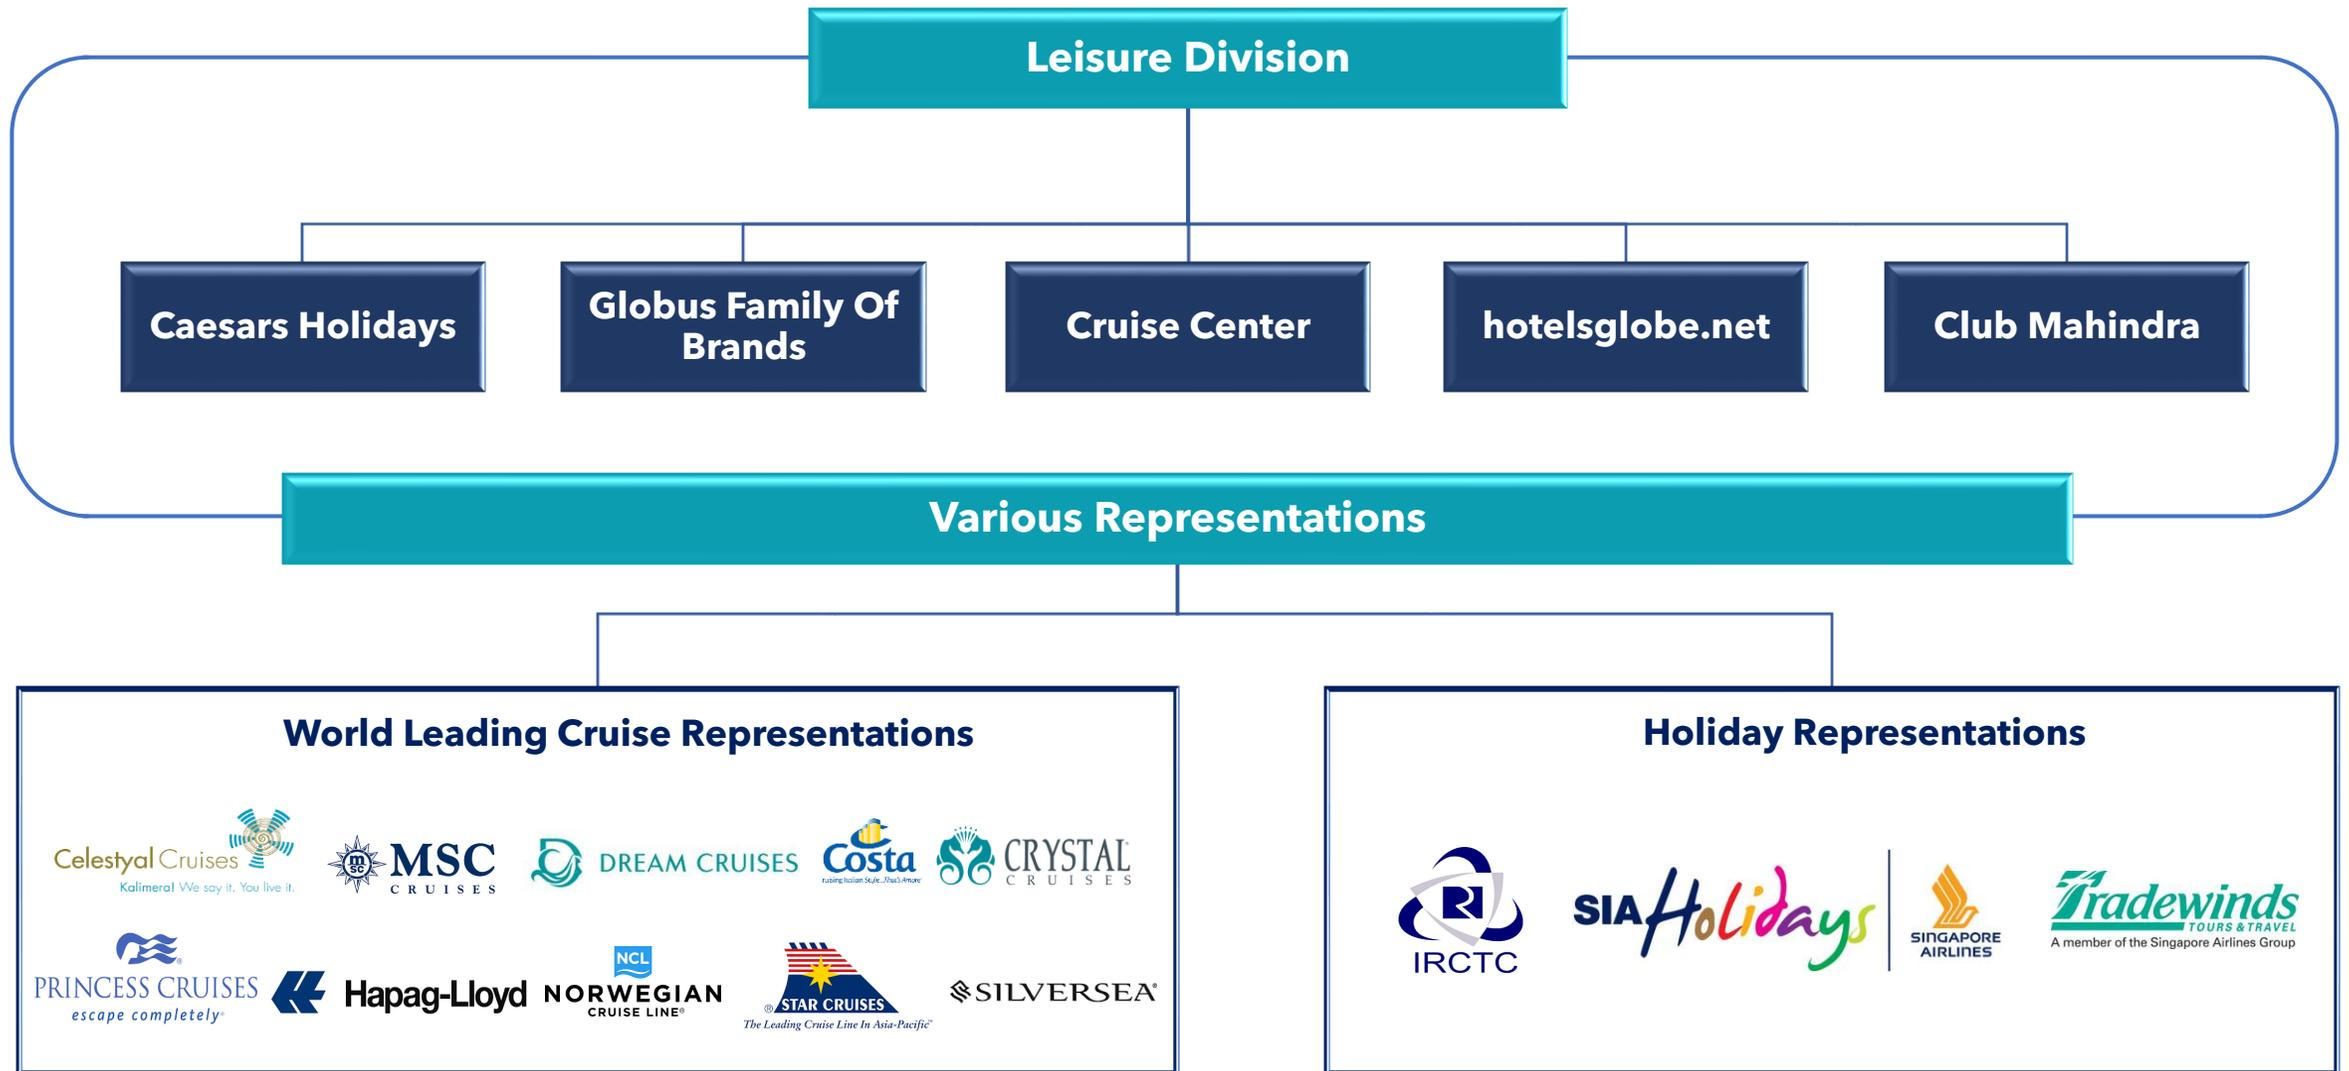 Leisure Division
Caesars Holidays
Globus Family Of
Brands
Cruise Center
hotelsglobe.net
Club Mahindra
Various Representations
World Leading Cruise Representations
Celestyal Cruises
Kalimera! We say it. You live it.
msc
MSC
CRUISES
DREAM CRUISES
Costa
CRYSTAL
CRUISES
PRINCESS CRUISES®
escape completely®
Hapag-Lloyd
NCL
NORWEGIAN
CRUISE LINE®
® STAR CRUISES
The Leading Cruise Line In Asia-Pacific™
SILVERSEA®
Holiday Representations
IRCTC
SIA Holidays
SINGAPORE
AIRLINES
Tradewinds
TOURS & TRAVEL
A member of the Singapore Airlines Group